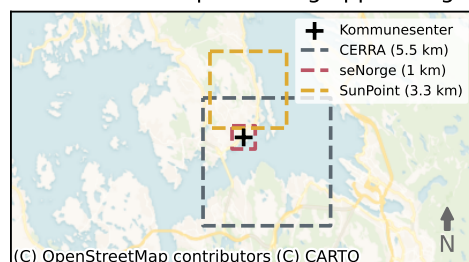 Kommunesenter
CERRA (5.5 km)
seNorge (1 km)
SunPoint (3.3 km)
N
(C) OpenStreetMap contributors (C) CARTO